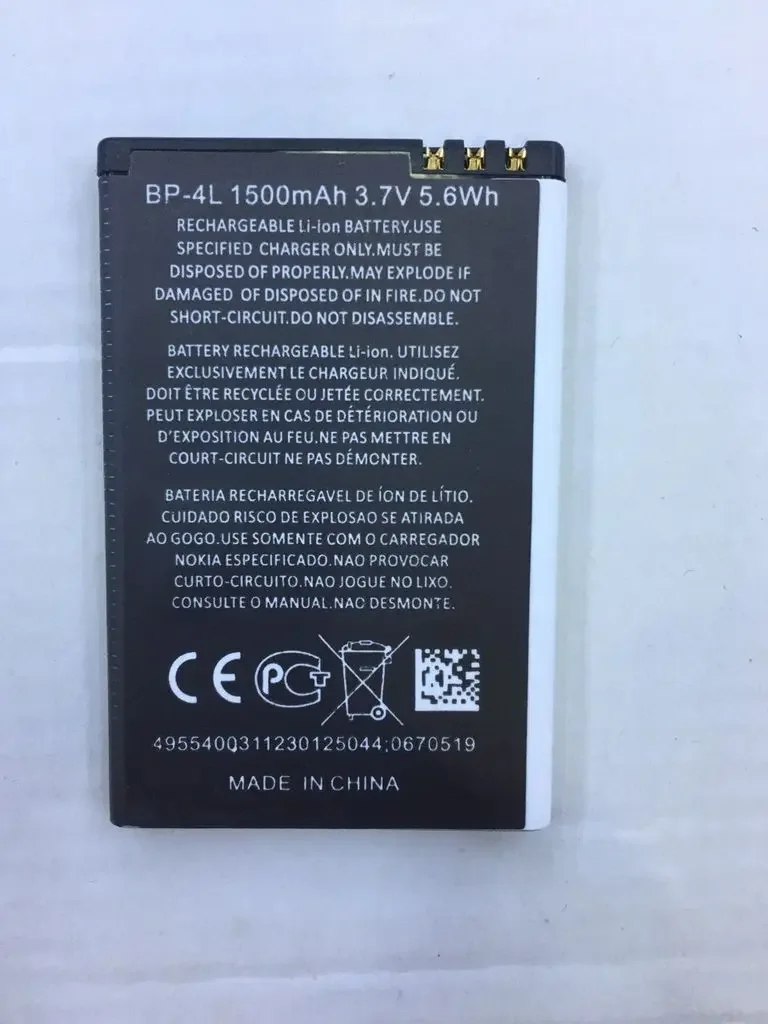 BP-4L 1500mAh 3.7V 5.6Wh
RECHARGEABLE Li-ion BATTERY.USE
SPECIFIED CHARGER ONLY.MUST BE
DISPOSED OF PROPERLY.MAY EXPLODE IF
DAMAGED OF DISPOSED OF IN FIRE.DO NOT
SHORT-CIRCUIT.DO NOT DISASSEMBLE.
BATTERY RECHARGEABLE Li-ion. UTILISEZ
EXCLUSIVEMENT LE CHARGEUR INDIQUÉ.
DOIT ÊTRE RECYCLÉE OU JETÉE CORRECTEMENT.
PEUT EXPLOSER EN CAS DE DÉTÉRIORATION OU
D'EXPOSITION AU FEU.NE PAS METTRE EN
COURT-CIRCUIT NE PAS DÉMONTER.
BATERIA RECHARREGAVEL DE ÍON DE LÍTIO.
CUIDADO RISCO DE EXPLOSAO SE ATIRADA
AO GOGO.USE SOMENTE COM O CARREGADOR
NOKIA ESPECIFICADO.NAO PROVOCAR
CURTO-CIRCUITO.NAO JOGUE NO LIXO.
CONSULTE O MANUAL.NAO DESMONTE.
CE PCT
4955400311230125044;0670519
MADE IN CHINA